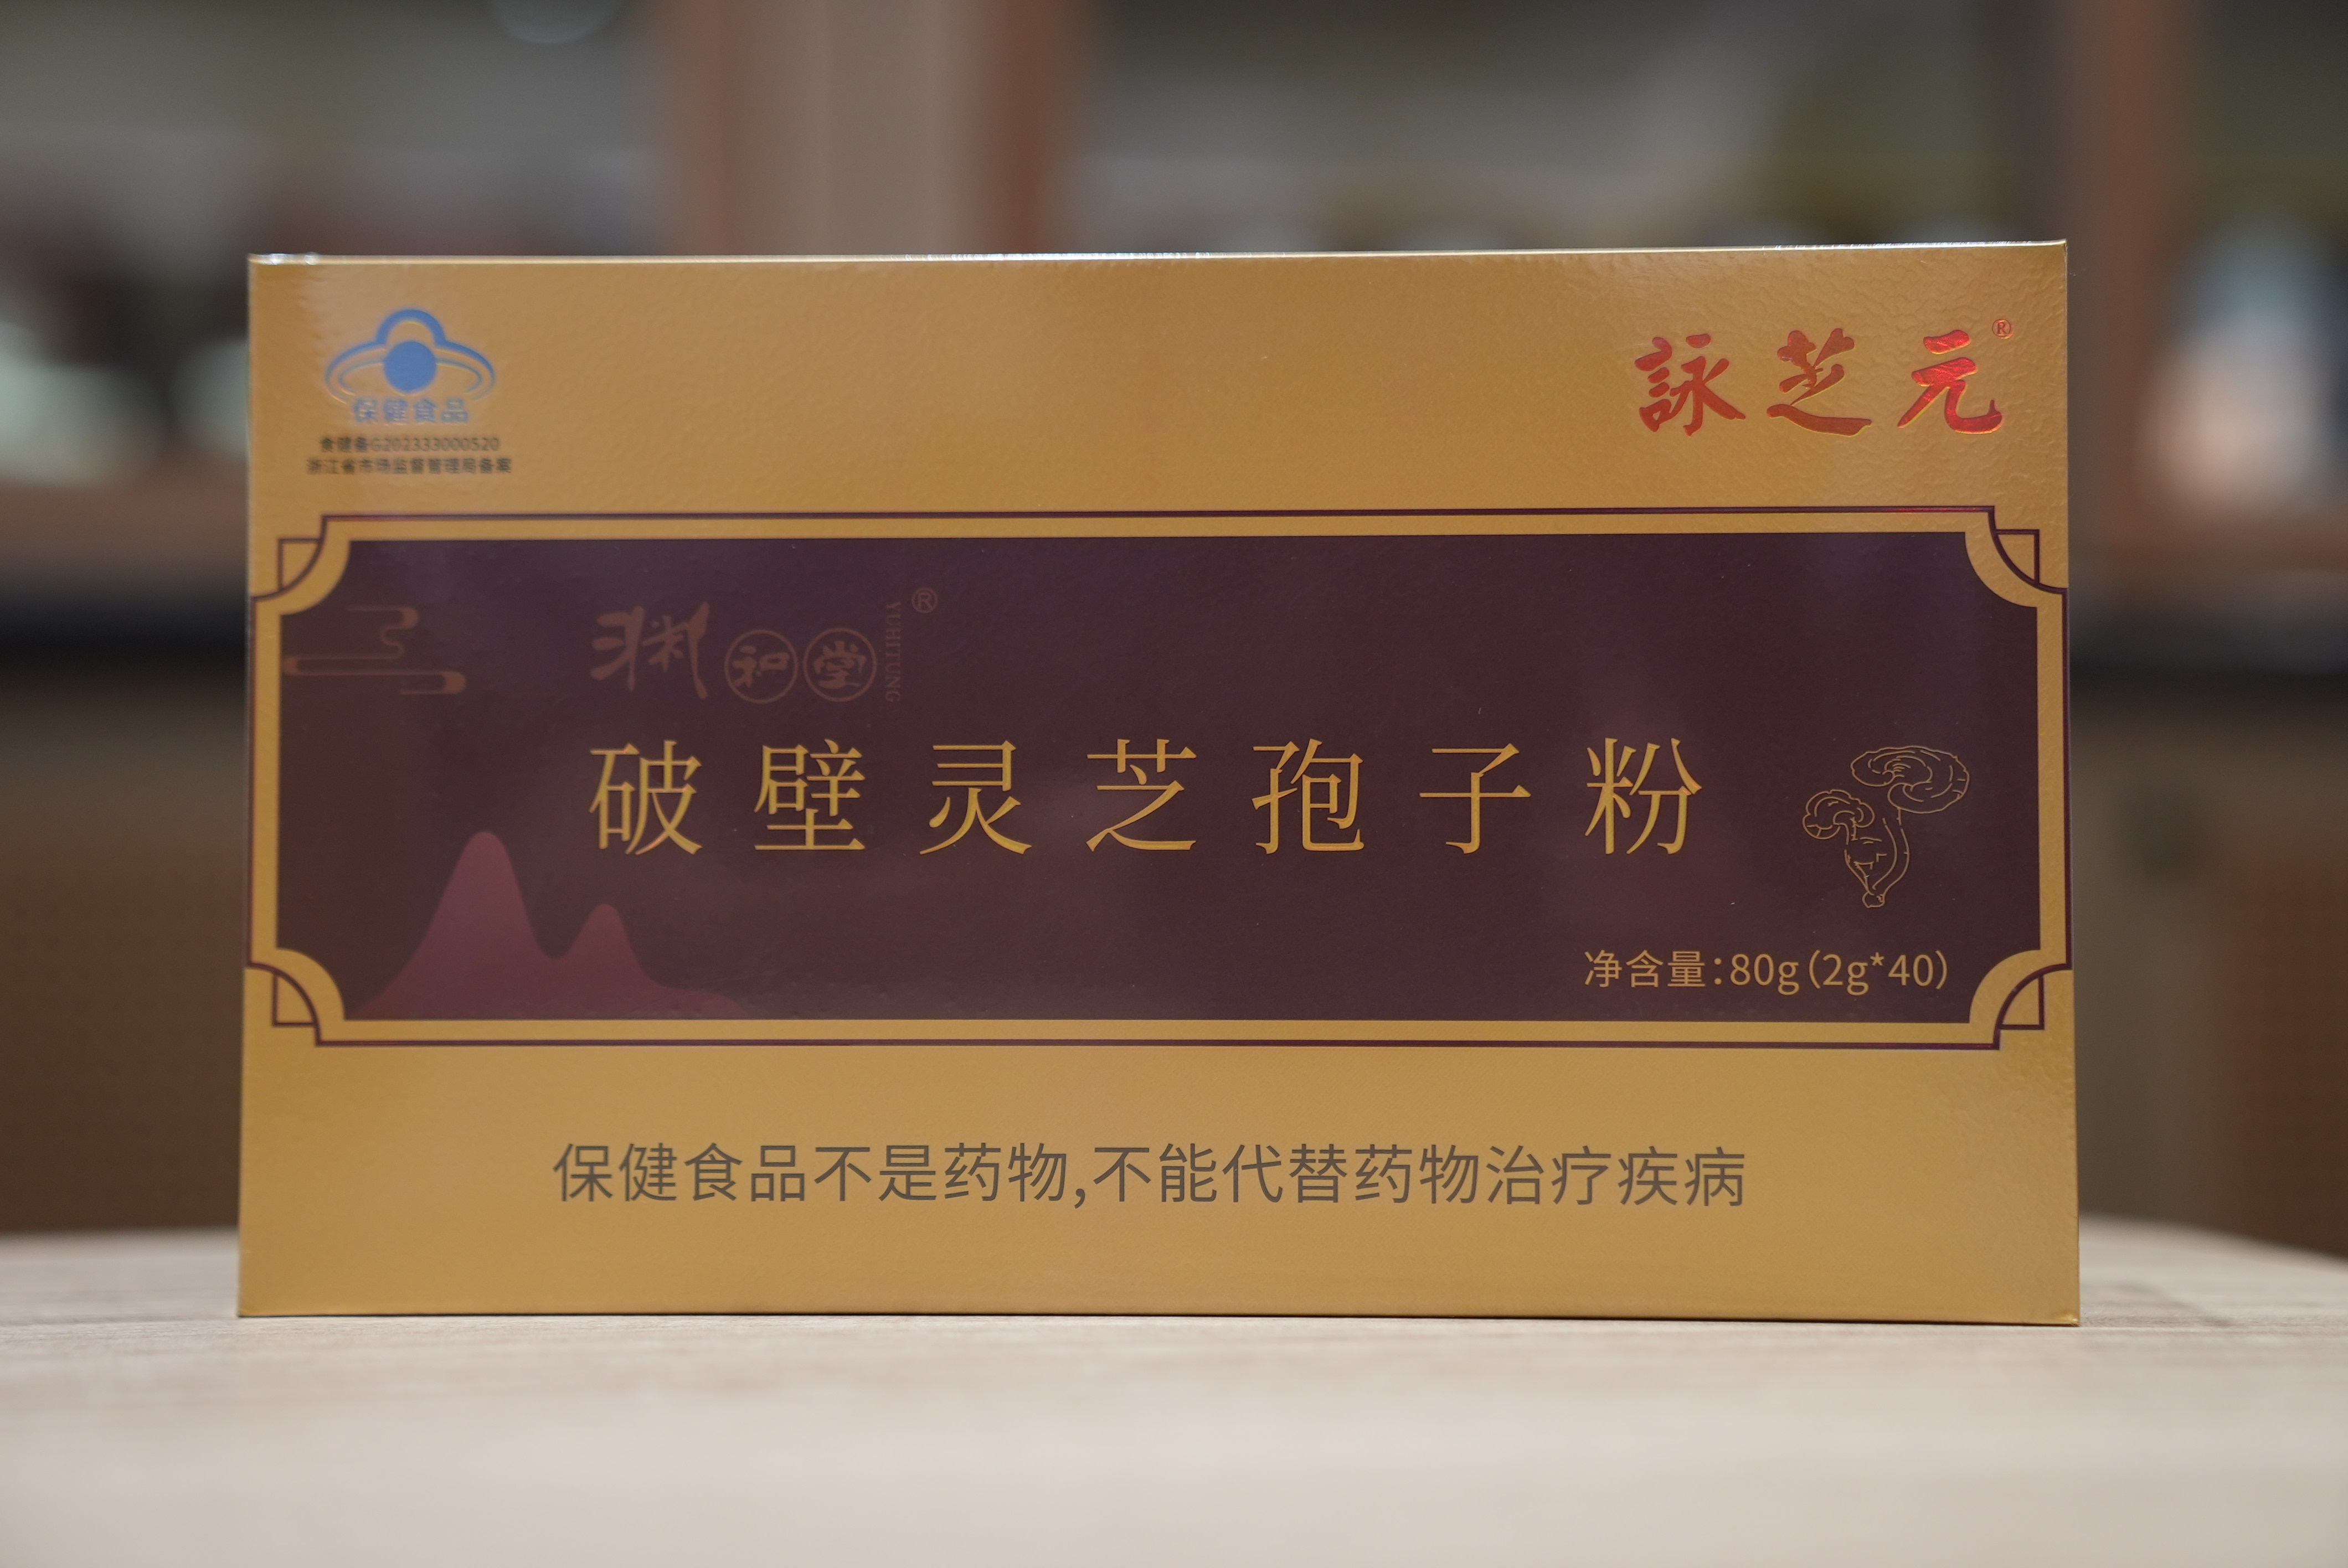 保健食品
食健备G202333000520
浙江省市场监督管理局备案
詠芝元®
渊和堂®
YUHITUNG
破壁灵芝孢子粉
净含量:80g(2g*40)
保健食品不是药物,不能代替药物治疗疾病